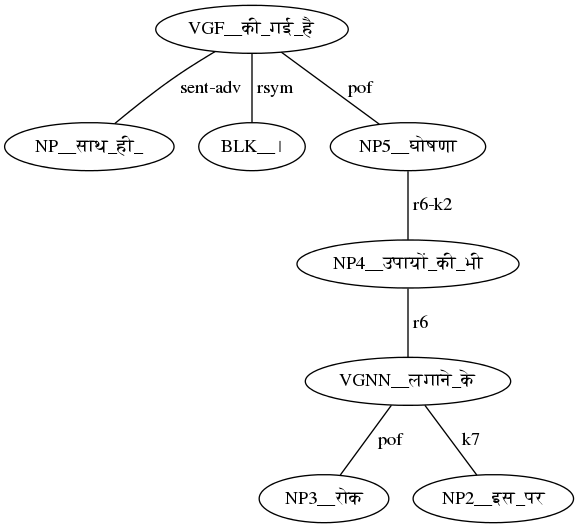 VGF__की_गई_है
sent-adv rsym pof
NP__साथ_ही_ BLK__। NP5__घोषणा
r6-k2
NP4__उपायों_की_भी
r6
VGNN__लगाने_के
pof k7
NP3__रोक NP2__इस_पर